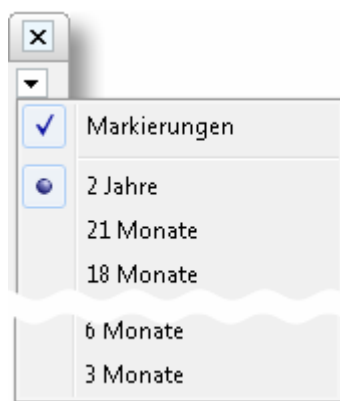 Markierungen
2 Jahre
21 Monate
18 Monate
6 Monate
3 Monate